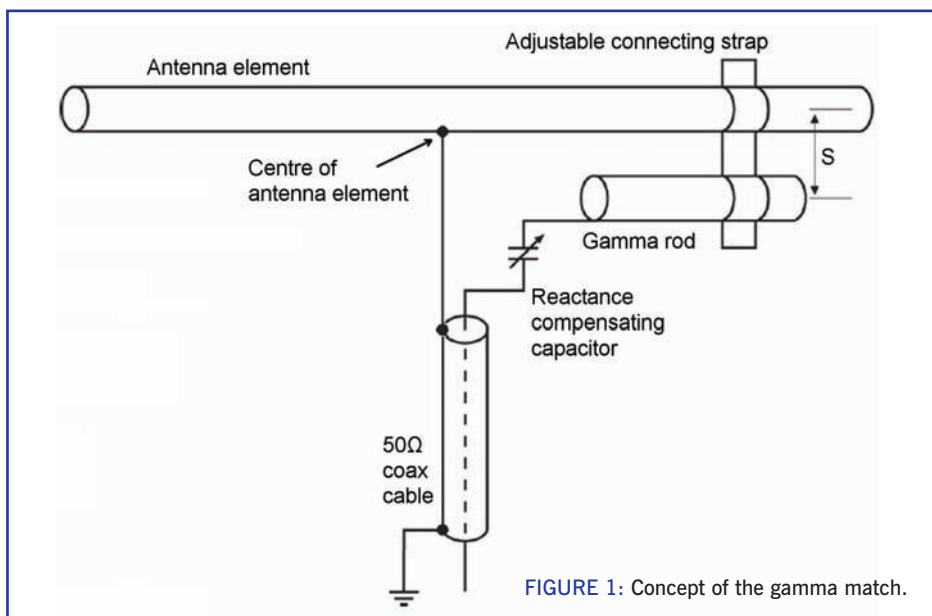 Adjustable connecting strap
Antenna element
Centre of
antenna element
S
Gamma rod
Reactance
compensating
capacitor
50Ω
coax
cable
FIGURE 1: Concept of the gamma match.